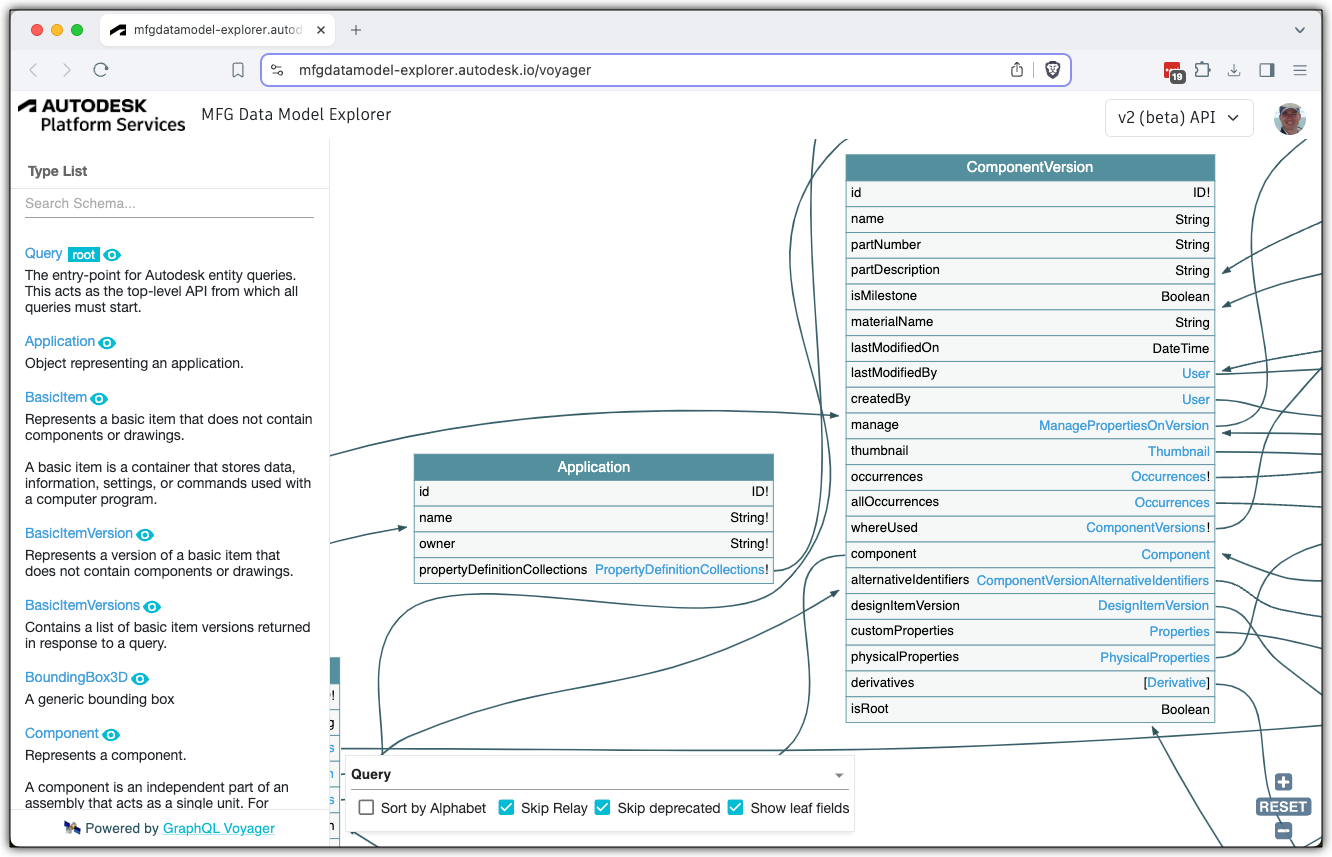 mfgdatamodel-explorer.autod
mfgdatamodel-explorer.autodesk.io/voyager
19
AUTODESK
Platform Services
MFG Data Model Explorer
v2 (beta) API
Type List
Search Schema...
Query root
The entry-point for Autodesk entity queries.
This acts as the top-level API from which all
queries must start.
Application
Object representing an application.
BasicItem
Represents a basic item that does not contain
components or drawings.
A basic item is a container that stores data,
information, settings, or commands used with
a computer program.
BasicItemVersion
Represents a version of a basic item that
does not contain components or drawings.
BasicItemVersions
Contains a list of basic item versions returned
in response to a query.
BoundingBox3D
A generic bounding box
Component
Represents a component.
A component is an independent part of an
assembly that acts as a single unit. For
Powered by GraphQL Voyager
Application
id ID!
name String!
owner String!
propertyDefinitionCollections PropertyDefinitionCollections!
ComponentVersion
id ID!
name String
partNumber String
partDescription String
isMilestone Boolean
materialName String
lastModifiedOn DateTime
lastModifiedBy User
createdBy User
manage ManagePropertiesOnVersion
thumbnail Thumbnail
occurrences Occurrences!
allOccurrences Occurrences
whereUsed ComponentVersions!
component Component
alternativeIdentifiers ComponentVersionAlternativeIdentifiers
designItemVersion DesignItemVersion
customProperties Properties
physicalProperties PhysicalProperties
derivatives [Derivative]
isRoot Boolean
Query
Sort by Alphabet Skip Relay Skip deprecated Show leaf fields
RESET